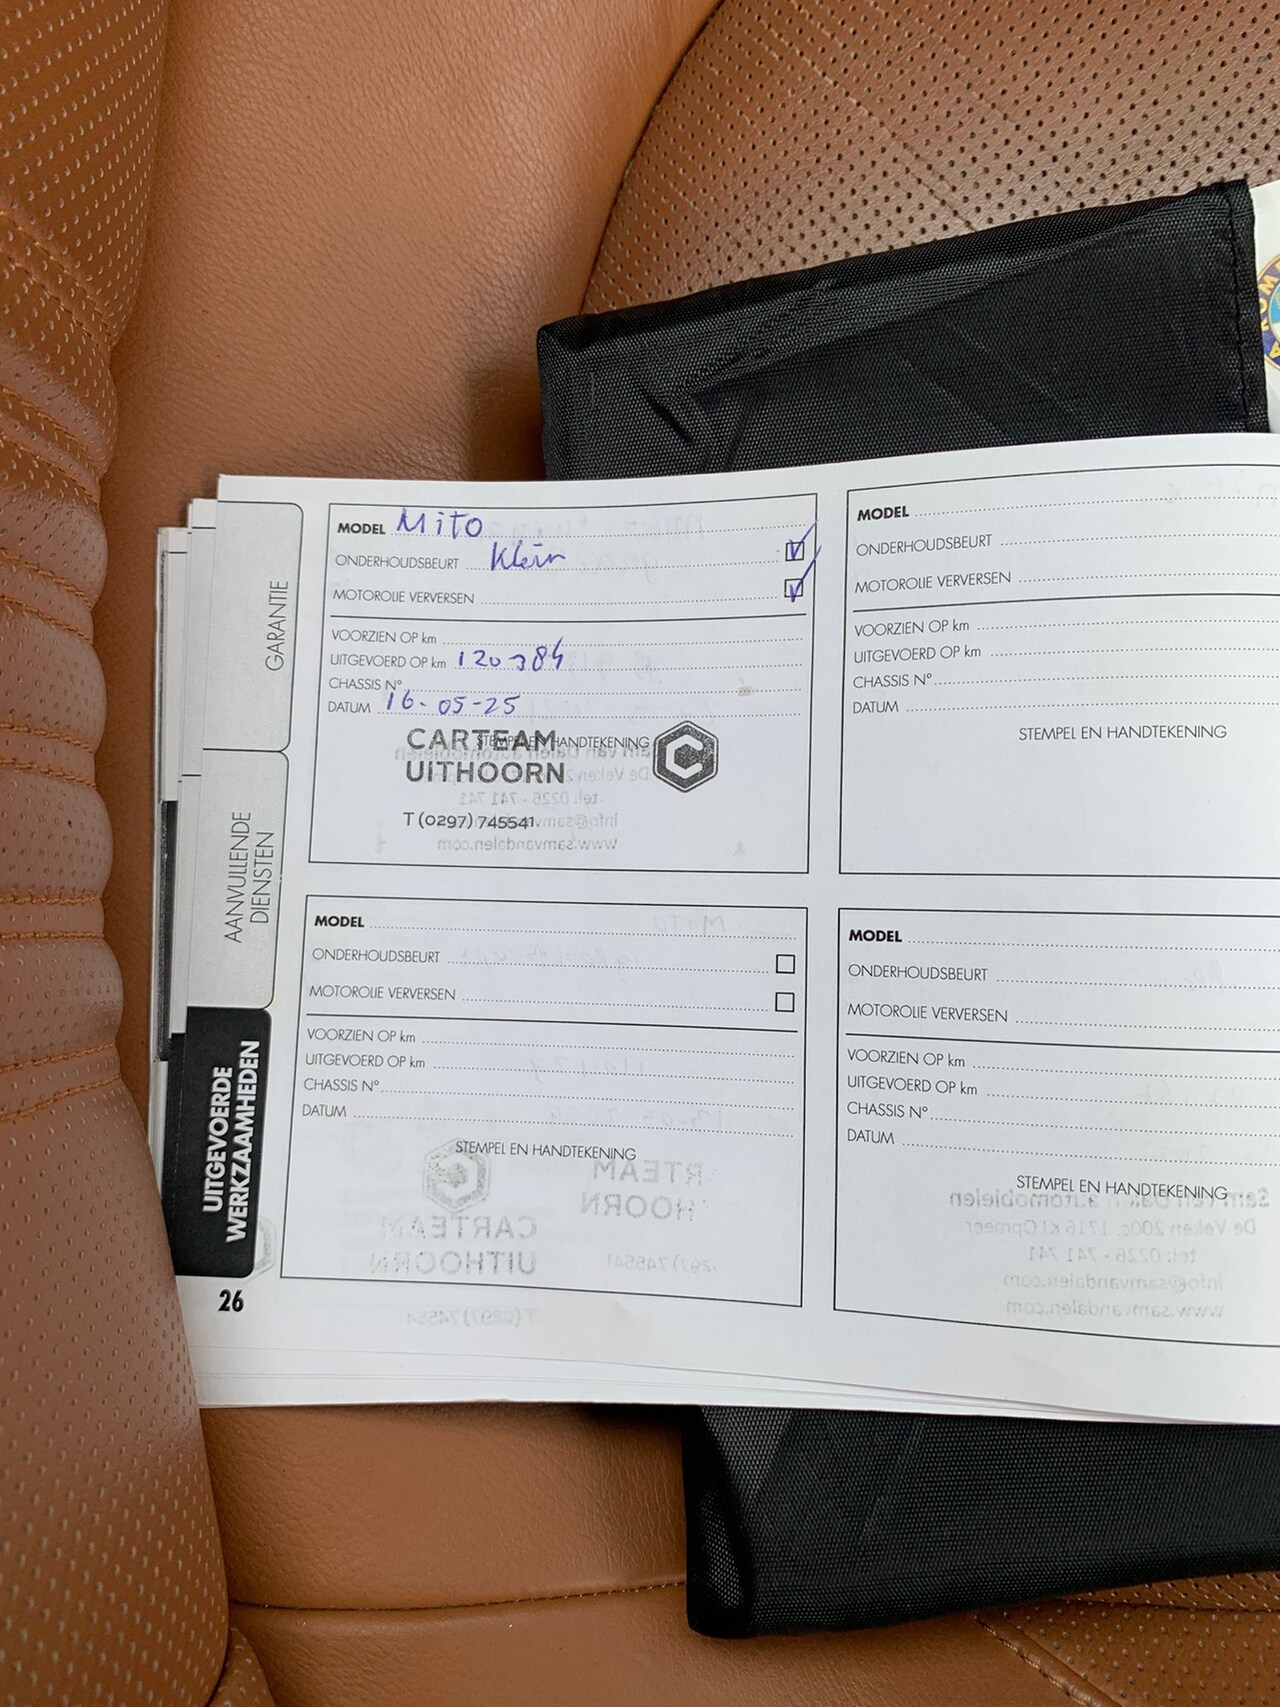 GARANTIE
AANVULLENDE
DIENSTEN
UITGEVOERDE
WERKZAAMHEDEN
MODEL Mito
ONDERHOUDSBEURT Klein
MOTOROLIE VERVERSEN
VOORZIEN OP km
UITGEVOERD OP km 120784
CHASSIS N°
DATUM 16-05-25
STEMPEL EN HANDTEKENING
CARTEAM
UITHOORN
T (0297) 745541
MODEL
ONDERHOUDSBEURT
MOTOROLIE VERVERSEN
VOORZIEN OP km
UITGEVOERD OP km
CHASSIS N°
DATUM
STEMPEL EN HANDTEKENING
MODEL
ONDERHOUDSBEURT
MOTOROLIE VERVERSEN
VOORZIEN OP km
UITGEVOERD OP km
CHASSIS N°
DATUM
STEMPEL EN HANDTEKENING
MODEL
ONDERHOUDSBEURT
MOTOROLIE VERVERSEN
VOORZIEN OP km
UITGEVOERD OP km
CHASSIS N°
DATUM
STEMPEL EN HANDTEKENING
26